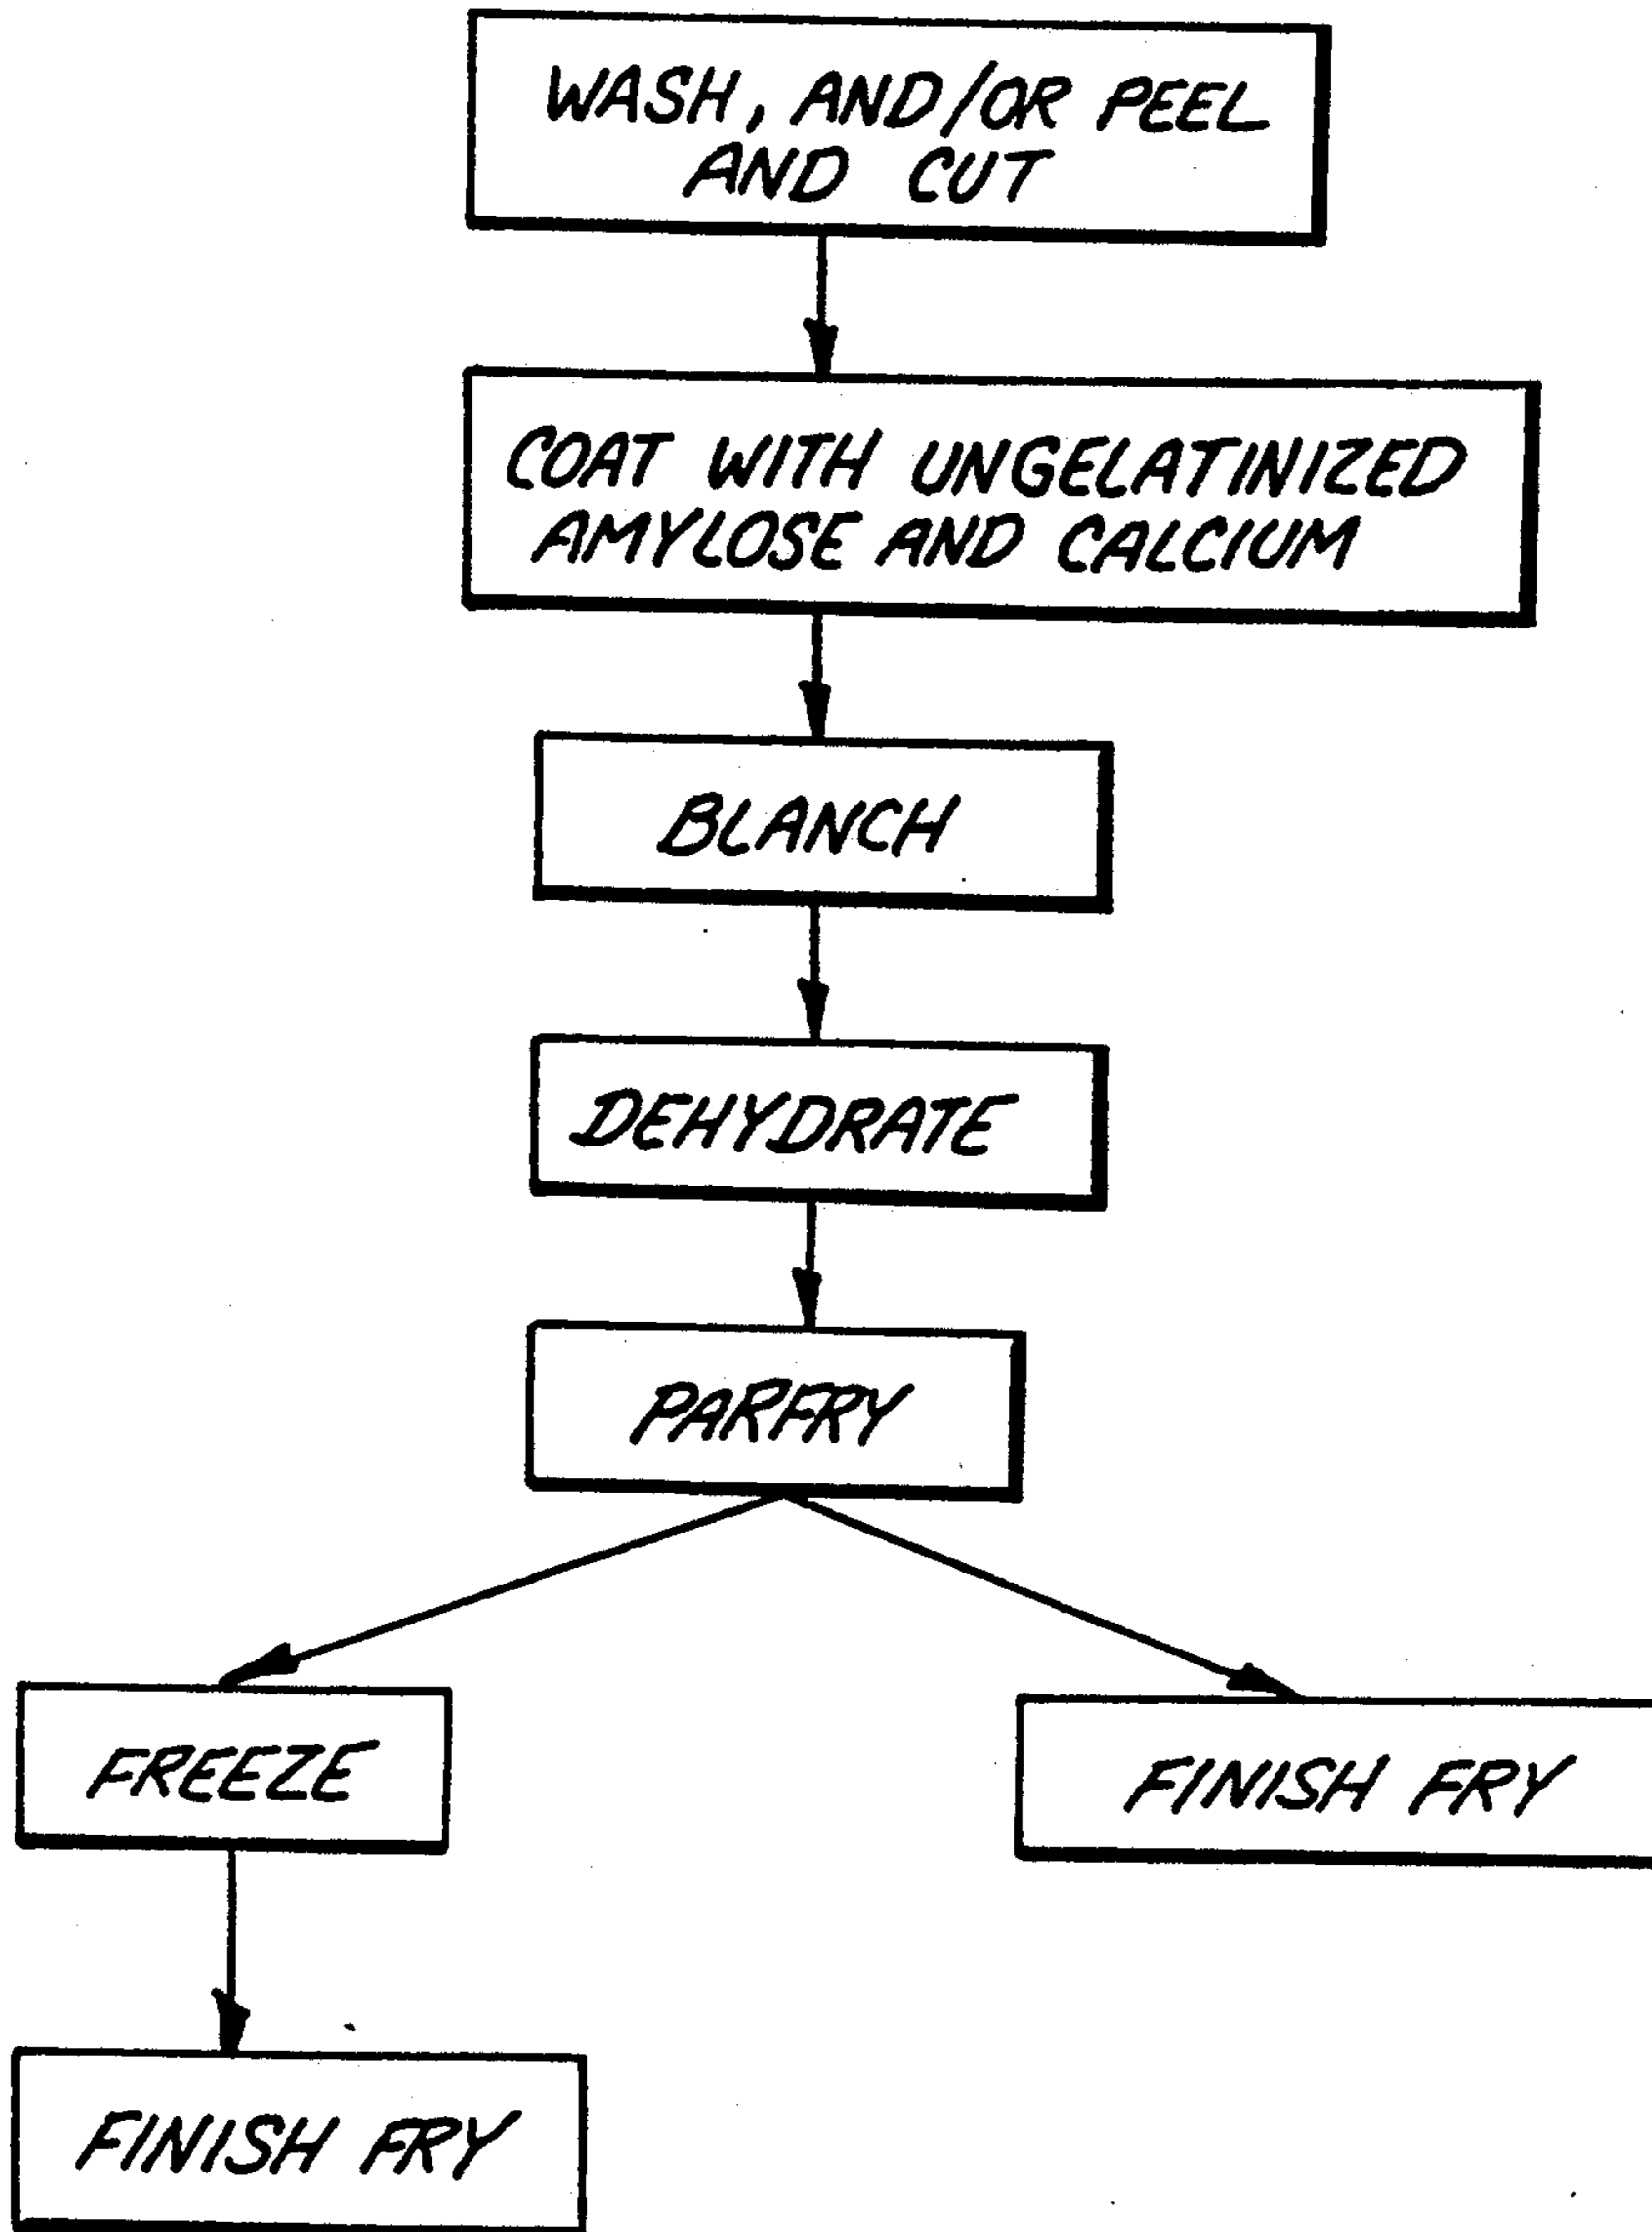 WASH, AND/OR PEEL
AND CUT
COAT WITH UNGELATINIZED
AMYLOSE AND CALCIUM
BLANCH
DEHYDRATE
PARFRY
FREEZE
FINISH FRY
FINISH FRY